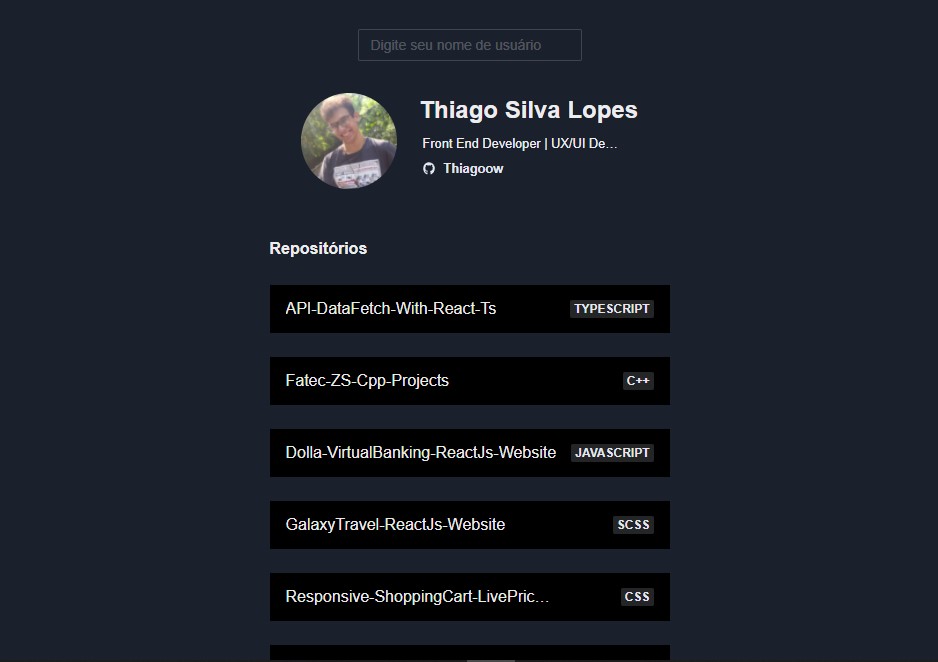 Digite seu nome de usuário
Thiago Silva Lopes
Front End Developer | UX/UI De...
Thiagoow
Repositórios
API-DataFetch-With-React-Ts TYPESCRIPT
Fatec-ZS-Cpp-Projects C++
Dolla-VirtualBanking-ReactJs-Website JAVASCRIPT
GalaxyTravel-ReactJs-Website SCSS
Responsive-ShoppingCart-LivePric... CSS